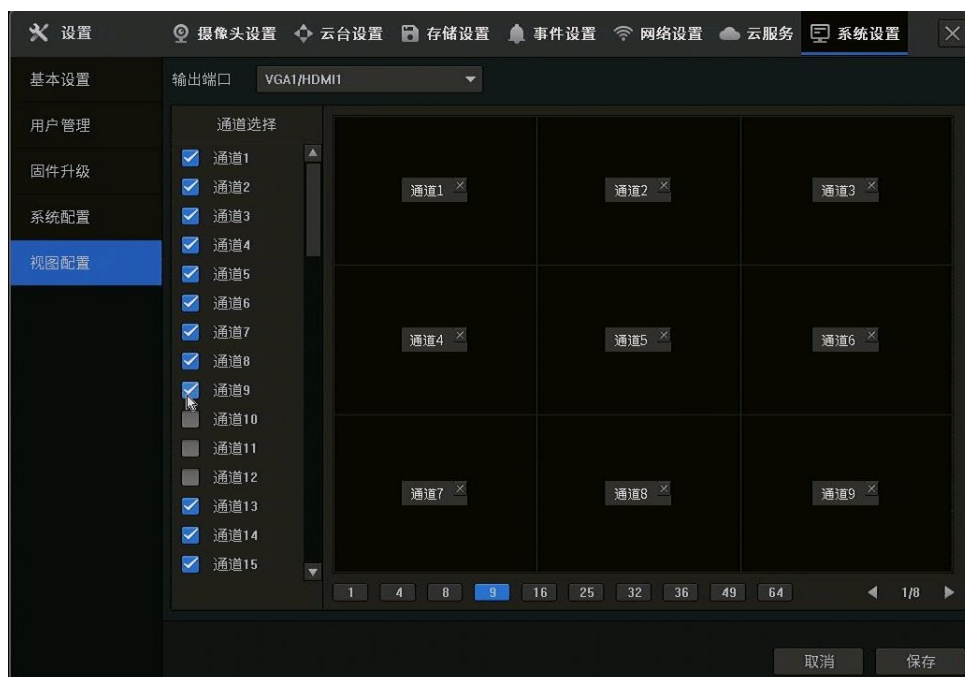 设置 摄像头设置 云台设置 存储设置 事件设置 网络设置 云服务 系统设置
基本设置
用户管理
固件升级
系统配置
视图配置
输出端口 VGA1/HDMI1
通道选择
通道1
通道2
通道3
通道4
通道5
通道6
通道7
通道8
通道9
通道10
通道11
通道12
通道13
通道14
通道15
通道1 通道2 通道3
通道4 通道5 通道6
通道7 通道8 通道9
1 4 8 9 16 25 32 36 49 64 1/8
取消 保存